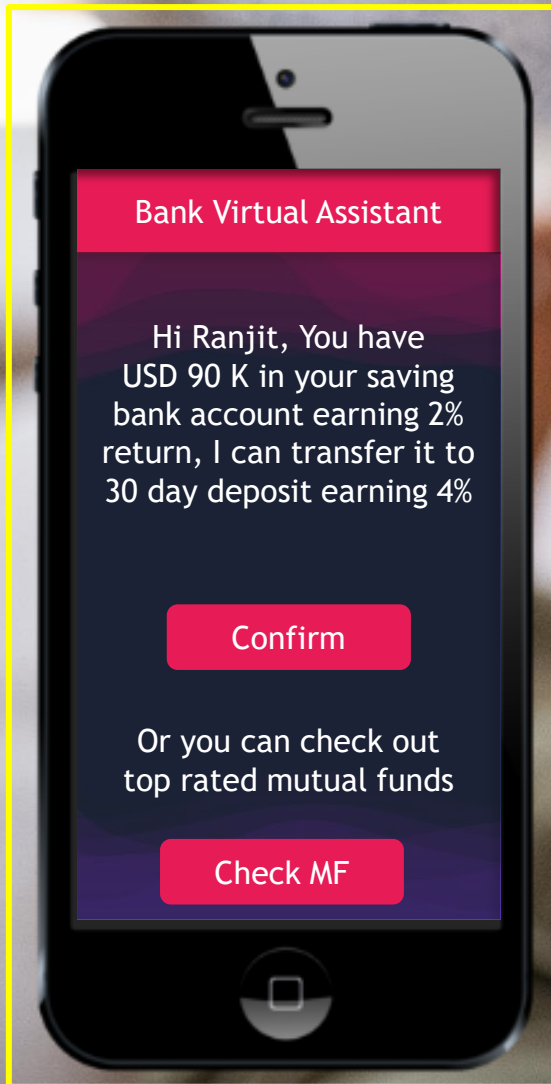 Bank Virtual Assistant
Hi Ranjit, You have
USD 90 K in your saving
bank account earning 2%
return, I can transfer it to
30 day deposit earning 4%
Confirm
Or you can check out
top rated mutual funds
Check MF